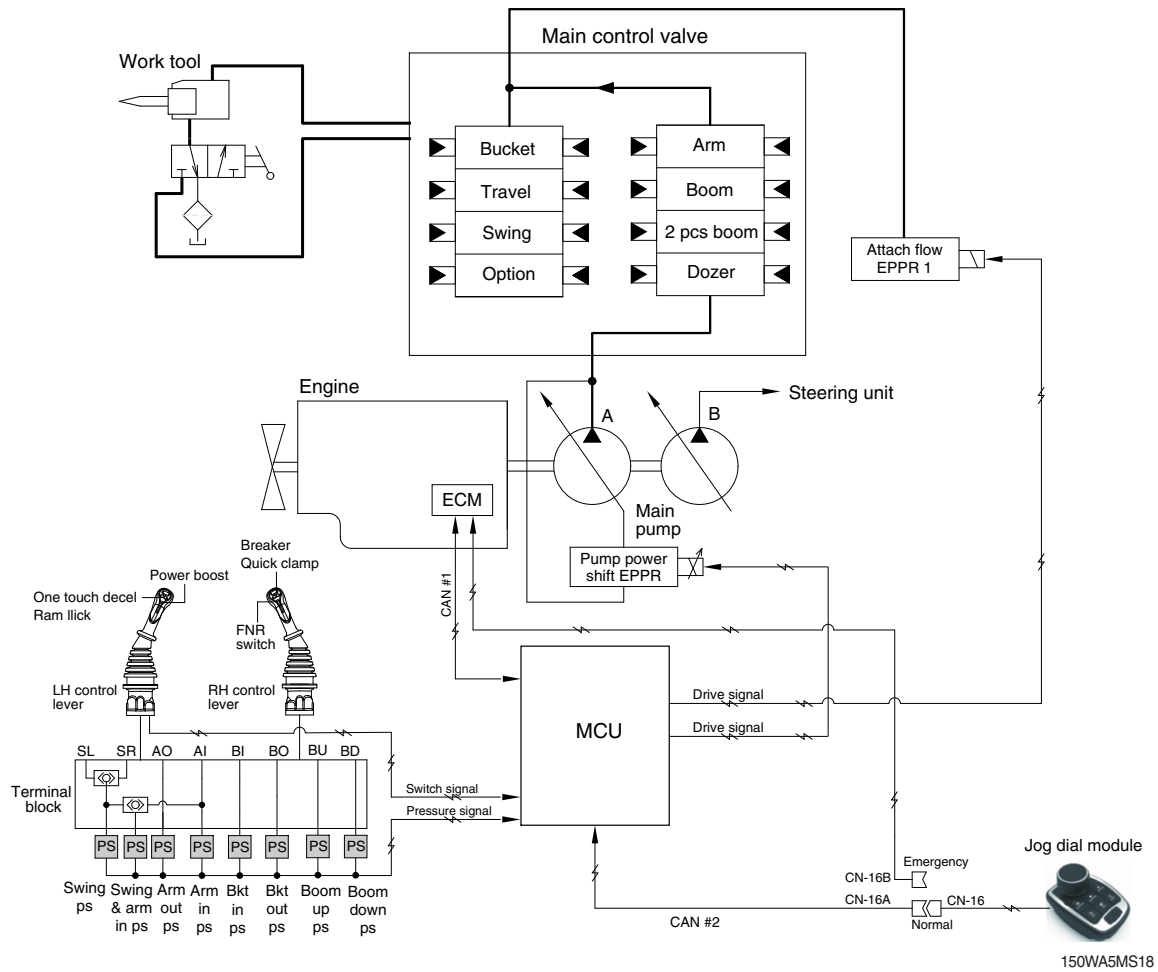 Main control valve
Work tool
Bucket
Travel
Swing
Option
Arm
Boom
2 pcs boom
Dozer
Attach flow
EPPR 1
Engine
A
B
Steering unit
ECM
Main
pump
Pump power
shift EPPR
CAN #1
Breaker
Quick clamp
Power boost
One touch decel
Ram llick
FNR
switch
LH control
lever
RH control
lever
MCU
Drive signal
Drive signal
SL
SR
AO
AI
BI
BO
BU
BD
Terminal
block
Switch signal
Pressure signal
PS
PS
PS
PS
PS
PS
PS
PS
Swing
ps
Swing
& arm
in ps
Arm
out
ps
Arm
in
ps
Bkt
in
ps
Bkt
out
ps
Boom
up
ps
Boom
down
ps
Jog dial module
Emergency
CN-16B
CN-16A
CN-16
Normal
CAN #2
150WA5MS18